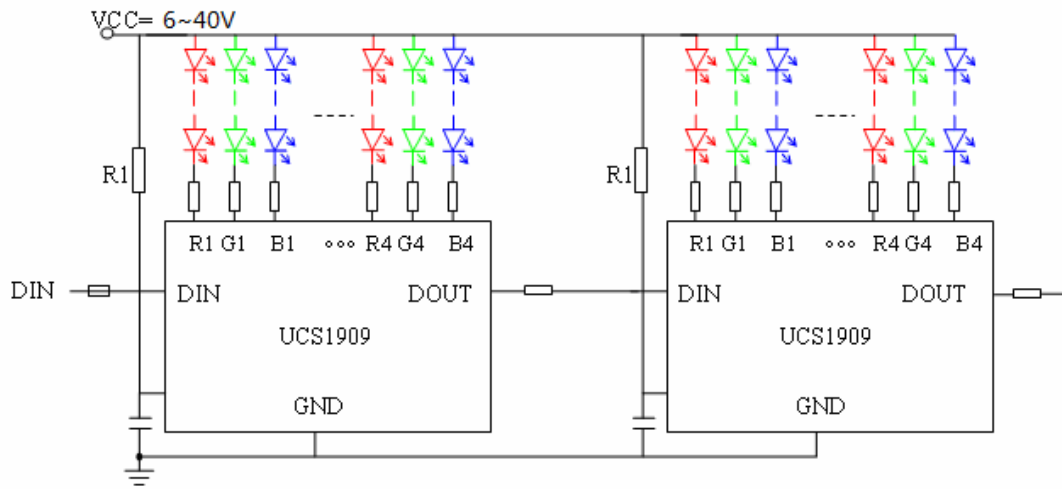 VCC= 6~40V
R1 R1
R1 G1 B1 R4 G4 B4 R1 G1 B1 R4 G4 B4
DIN DIN DOUT DIN DOUT
UCS1909 UCS1909
GND GND